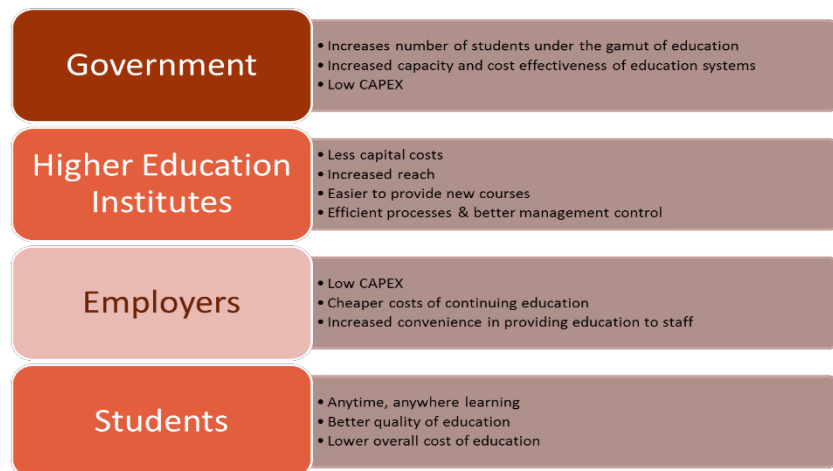 Government
• Increases number of students under the gamut of education
• Increased capacity and cost effectiveness of education systems
• Low CAPEX
Higher Education
Institutes
• Less capital costs
• Increased reach
• Easier to provide new courses
• Efficient processes & better management control
Employers
• Low CAPEX
• Cheaper costs of continuing education
• Increased convenience in providing education to staff
Students
• Anytime, anywhere learning
• Better quality of education
• Lower overall cost of education